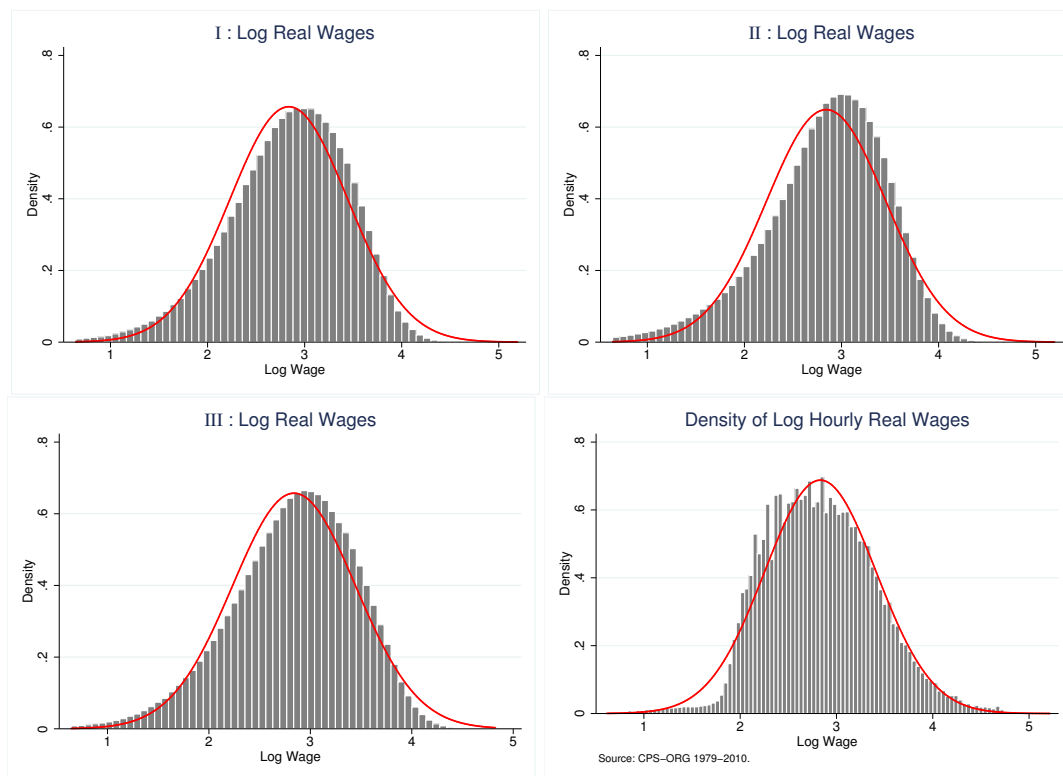 I : Log Real Wages
.8
.6
.4
.2
0
Density
1 2 3 4 5
Log Wage
II : Log Real Wages
.8
.6
.4
.2
0
Density
1 2 3 4 5
Log Wage
III : Log Real Wages
.8
.6
.4
.2
0
Density
1 2 3 4 5
Log Wage
Density of Log Hourly Real Wages
.8
.6
.4
.2
0
Density
1 2 3 4 5
Log Wage
Source: CPS−ORG 1979−2010.